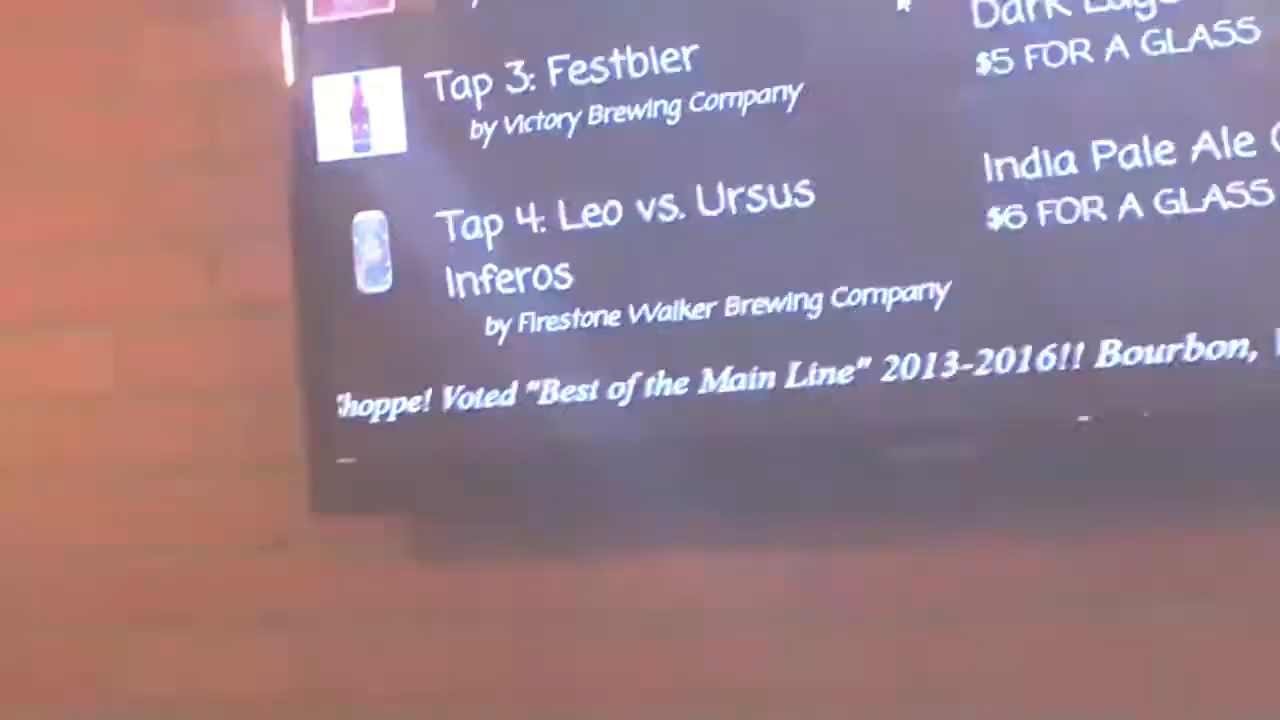 Tap 3: Festbier
by Victory Brewing Company
$5 FOR A GLASS
Tap 4: Leo vs. Ursus
Inferos
by Firestone Walker Brewing Company
India Pale Ale
$6 FOR A GLASS
hoppe! Voted "Best of the Main Line" 2013-2016!! Bourbon,